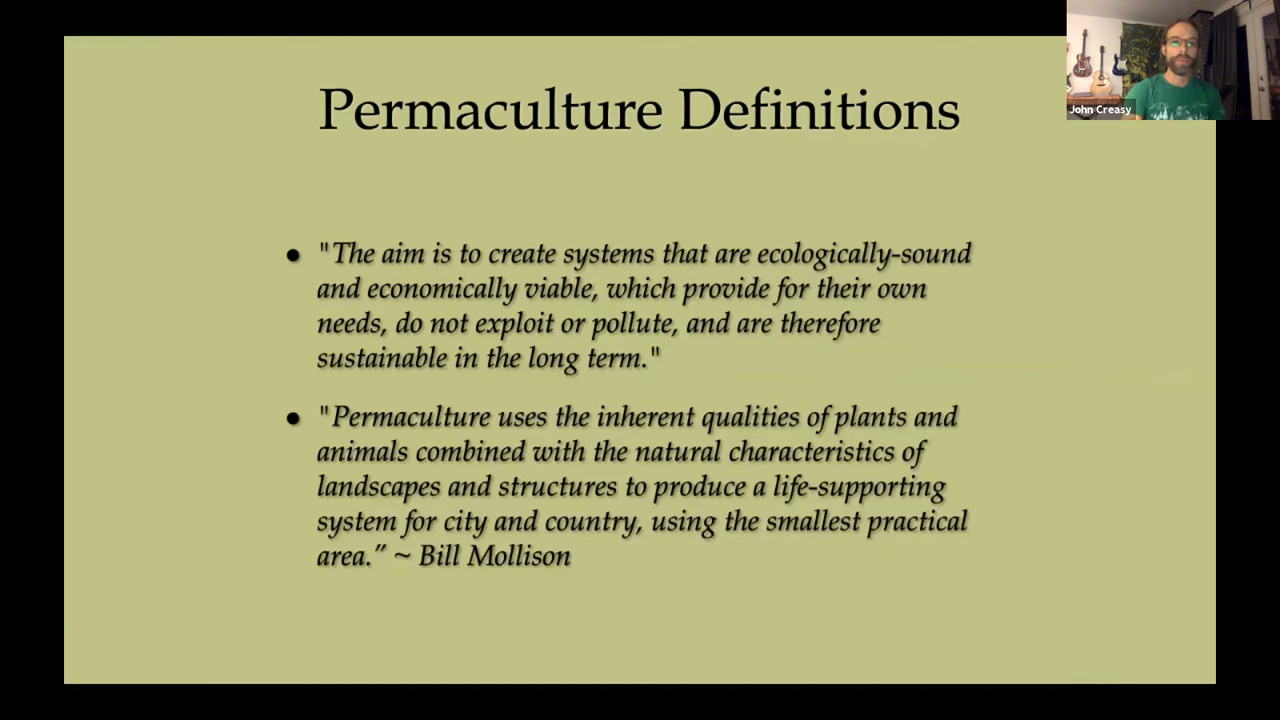 Permaculture Definitions
John Creasy
● "The aim is to create systems that are ecologically-sound
and economically viable, which provide for their own
needs, do not exploit or pollute, and are therefore
sustainable in the long term."
● "Permaculture uses the inherent qualities of plants and
animals combined with the natural characteristics of
landscapes and structures to produce a life-supporting
system for city and country, using the smallest practical
area.” ~ Bill Mollison